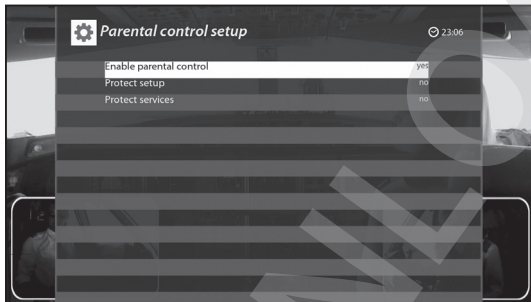 Parental control setup
23:06
Enable parental control yes
Protect setup no
Protect services no